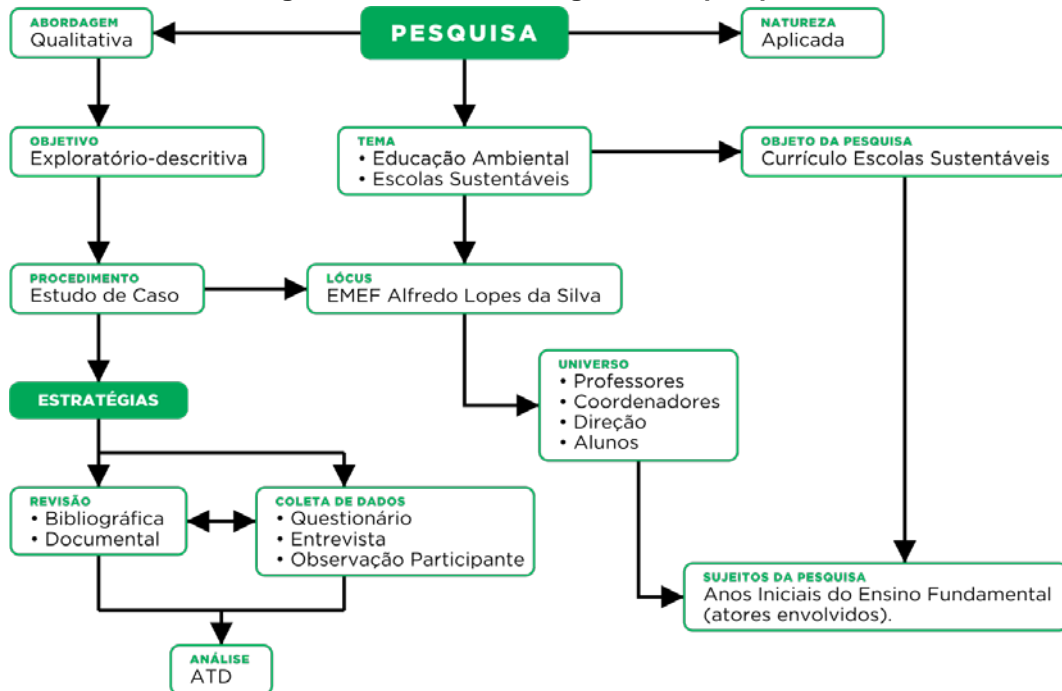 ABORDAGEM
Qualitativa
PESQUISA
NATUREZA
Aplicada
OBJETIVO
Exploratório-descritiva
TEMA
• Educação Ambiental
• Escolas Sustentáveis
OBJETO DA PESQUISA
Currículo Escolas Sustentáveis
PROCEDIMENTO
Estudo de Caso
LÓCUS
EMEF Alfredo Lopes da Silva
UNIVERSO
• Professores
• Coordenadores
• Direção
• Alunos
ESTRATÉGIAS
REVISÃO
• Bibliográfica
• Documental
COLETA DE DADOS
• Questionário
• Entrevista
• Observação Participante
SUJEITOS DA PESQUISA
Anos Iniciais do Ensino Fundamental
(atores envolvidos).
ANÁLISE
ATD